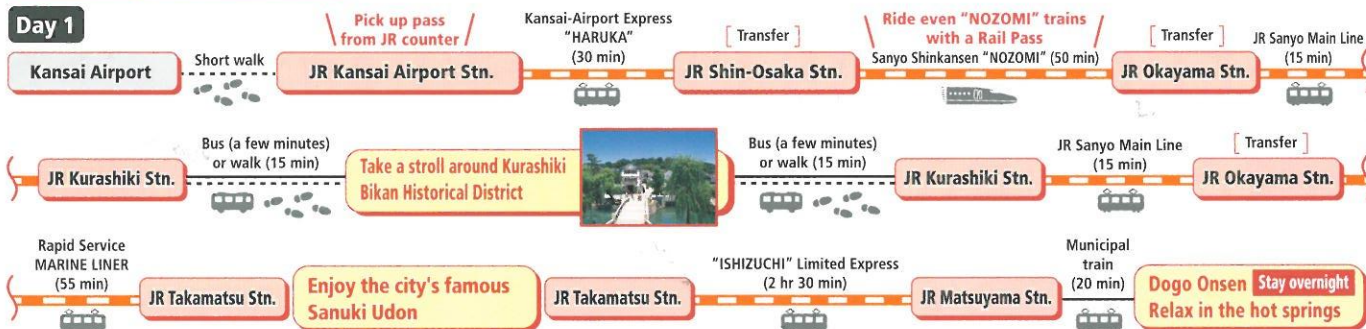 Day 1
Kansai Airport
Short walk
Pick up pass
from JR counter
JR Kansai Airport Stn.
Kansai-Airport Express
"HARUKA"
(30 min)
[Transfer]
JR Shin-Osaka Stn.
Ride even "NOZOMI" trains
with a Rail Pass
Sanyo Shinkansen "NOZOMI" (50 min)
[Transfer]
JR Okayama Stn.
JR Sanyo Main Line
(15 min)
JR Kurashiki Stn.
Bus (a few minutes)
or walk (15 min)
Take a stroll around Kurashiki
Bikan Historical District
Bus (a few minutes)
or walk (15 min)
JR Kurashiki Stn.
JR Sanyo Main Line
(15 min)
[Transfer]
JR Okayama Stn.
Rapid Service
MARINE LINER
(55 min)
JR Takamatsu Stn.
Enjoy the city's famous
Sanuki Udon
JR Takamatsu Stn.
"ISHIZUCHI" Limited Express
(2 hr 30 min)
JR Matsuyama Stn.
Municipal
train
(20 min)
Dogo Onsen Stay overnight
Relax in the hot springs